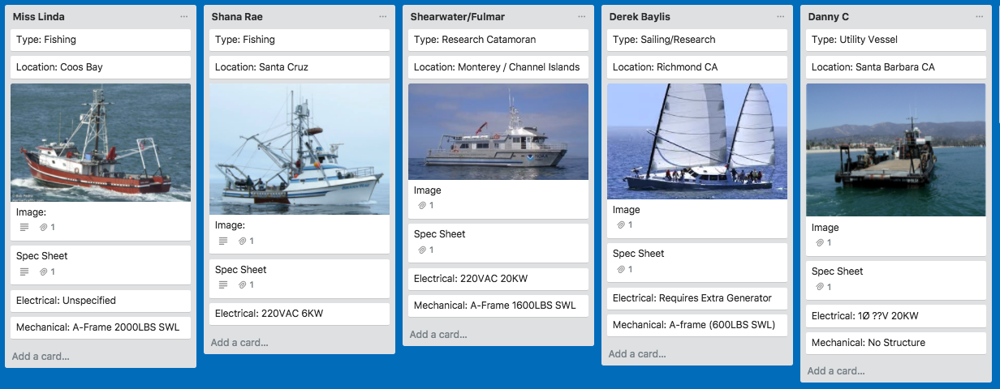 Miss Linda
Type: Fishing
Location: Coos Bay
Image:
1
Spec Sheet
1
Electrical: Unspecified
Mechanical: A-Frame 2000LBS SWL
Add a card...
Shana Rae
Type: Fishing
Location: Santa Cruz
Image:
1
Spec Sheet
1
Electrical: 220VAC 6KW
Add a card...
Shearwater/Fulmar
Type: Research Catamoran
Location: Monterey / Channel Islands
Image
1
Spec Sheet
1
Electrical: 220VAC 20KW
Mechanical: A-Frame 1600LBS SWL
Add a card...
Derek Baylis
Type: Sailing/Research
Location: Richmond CA
Image
1
Spec Sheet
1
Electrical: Requires Extra Generator
Mechanical: A-frame (600LBS SWL)
Add a card...
Danny C
Type: Utility Vessel
Location: Santa Barbara CA
Image
1
Spec Sheet
1
Electrical: 1Ø ??V 20KW
Mechanical: No Structure
Add a card...